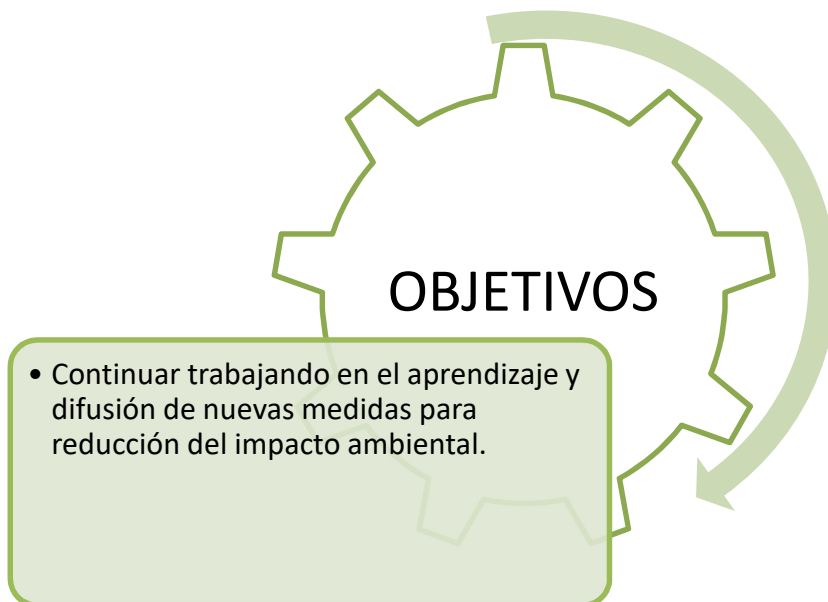 OBJETIVOS
• Continuar trabajando en el aprendizaje y
difusión de nuevas medidas para
reducción del impacto ambiental.